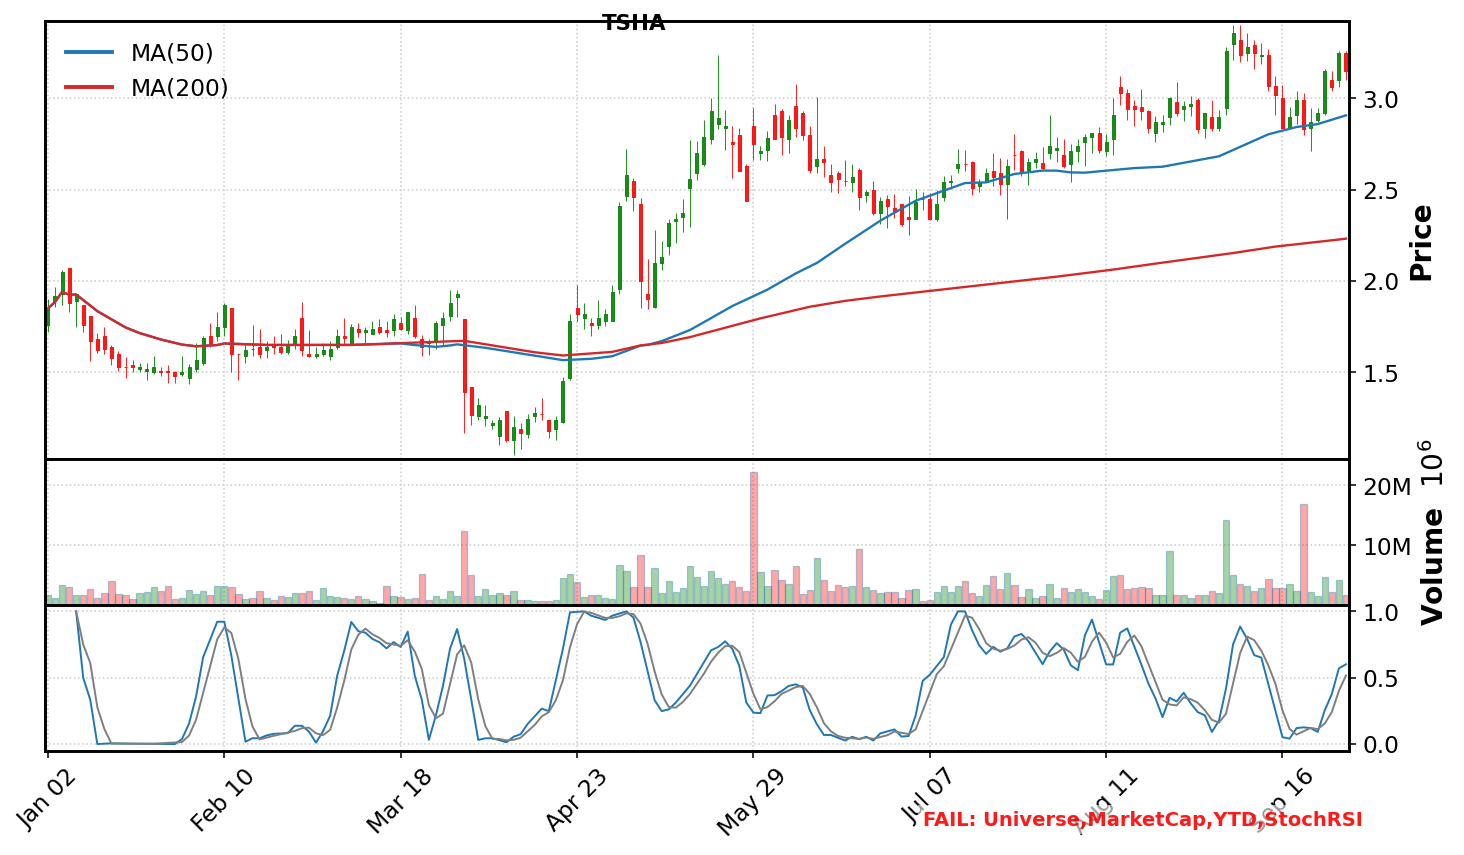 TSHA
MA(50)
MA(200)
3.0
2.5
2.0
1.5
Price
20M
10M
Volume 10^6
1.0
0.5
0.0
Jan 02
Feb 10
Mar 18
Apr 23
May 29
Jul 07
Aug 11
Sep 16
FAIL: Universe,MarketCap,YTD,StochRSI